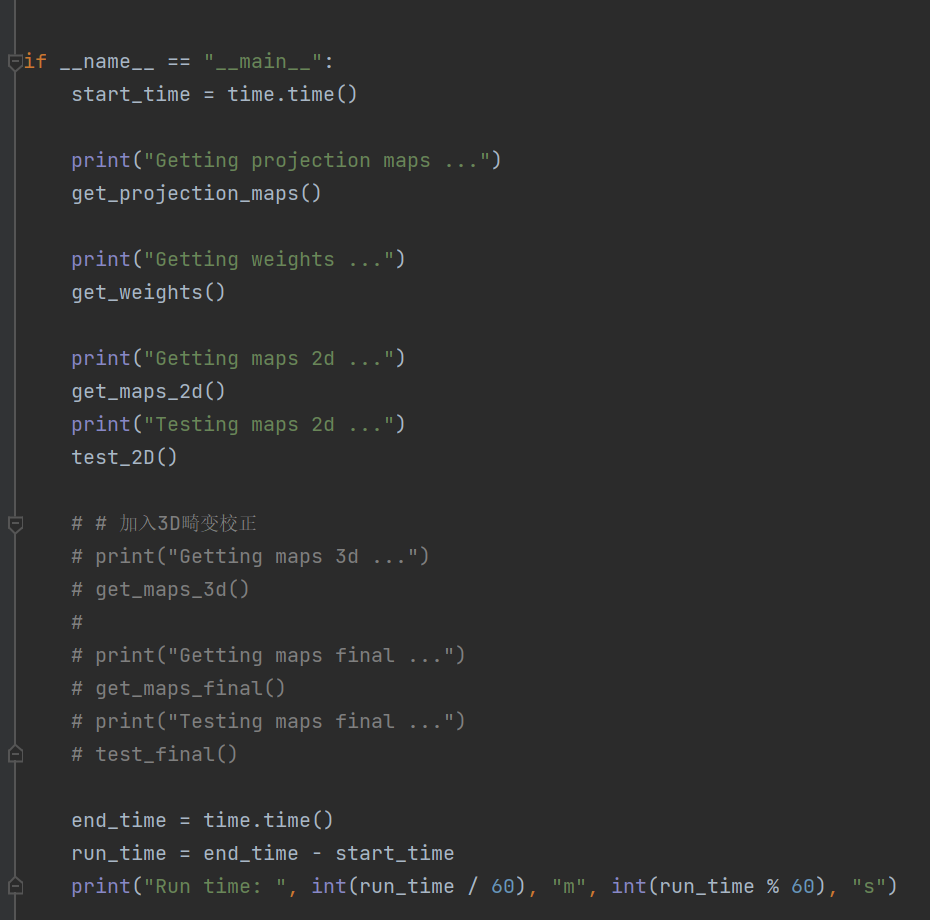 if __name__ == "__main__":
    start_time = time.time()

    print("Getting projection maps ...")
    get_projection_maps()

    print("Getting weights ...")
    get_weights()

    print("Getting maps 2d ...")
    get_maps_2d()
    print("Testing maps 2d ...")
    test_2D()

    # # 加入3D畸变校正
    # print("Getting maps 3d ...")
    # get_maps_3d()
    #
    # print("Getting maps final ...")
    # get_maps_final()
    # print("Testing maps final ...")
    # test_final()

    end_time = time.time()
    run_time = end_time - start_time
    print("Run time: ", int(run_time / 60), "m", int(run_time % 60), "s")